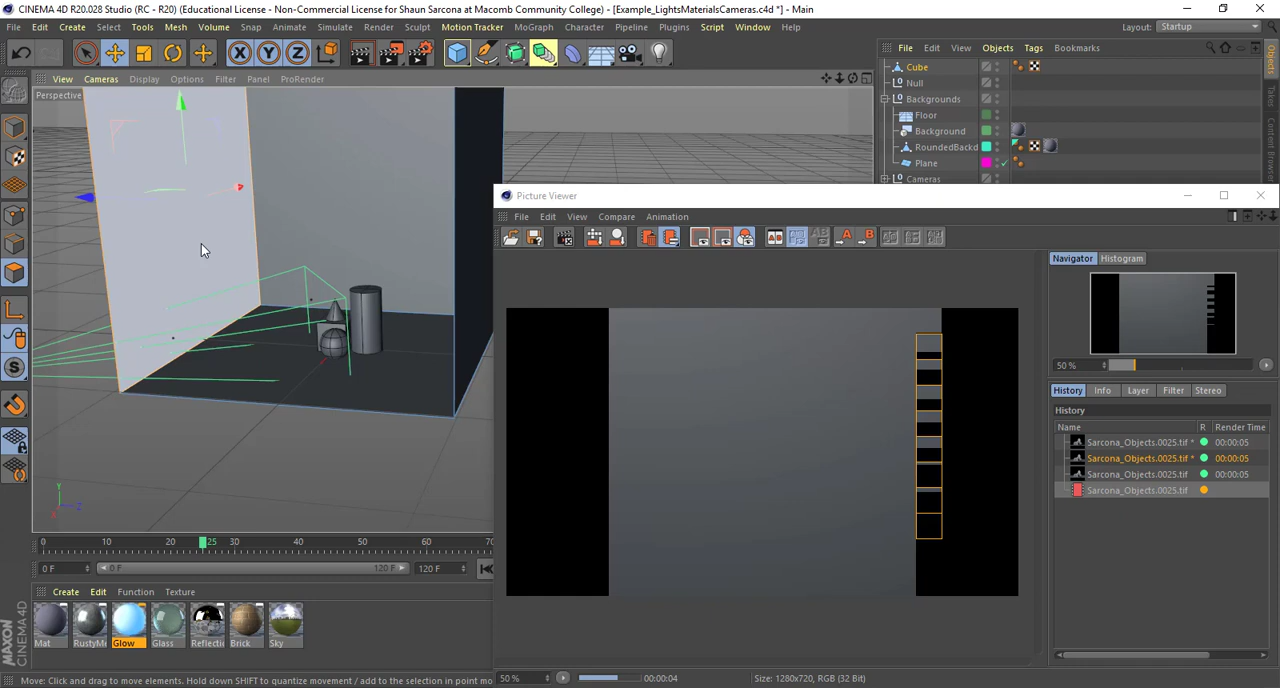 CINEMA 4D R20.028 Studio (RC - R20) (Educational License - Non-Commercial License for Shaun Sarcona at Macomb Community College) - [Example_LightsMaterialsCameras.c4d *] - Main
File Edit Create Select Tools Mesh Volume Snap Animate Simulate Render Sculpt Motion Tracker MoGraph Character Pipeline Plugins Script Window Help Layout: Startup
X Y Z File Edit View Objects Tags Bookmarks
View Cameras Display Options Filter Panel ProRender
Perspective
Cube
Null
Backgrounds
Floor
Background
RoundedBackd
Plane
Cameras
Objects
Takes
Content Browser
Picture Viewer
File Edit View Compare Animation
Navigator Histogram
50 %
History Info Layer Filter Stereo
History
Name R Render Time
Sarcona_Objects.0025.tif * 00:00:05
Sarcona_Objects.0025.tif * 00:00:05
Sarcona_Objects.0025.tif 00:00:05
Sarcona_Objects.0025.tif
Y
Z
X
0 10 25 30 40 50 60 70
0 F 0 F 120 F 120 F
Create Edit Function Texture
Mat RustyMe Glow Glass Reflecti Brick Sky
MAXON
CINEMA 4D
Move: Click and drag to move elements. Hold down SHIFT to quantize movement / add to the selection in point mo
50 % 00:00:04 Size: 1280x720, RGB (32 Bit)